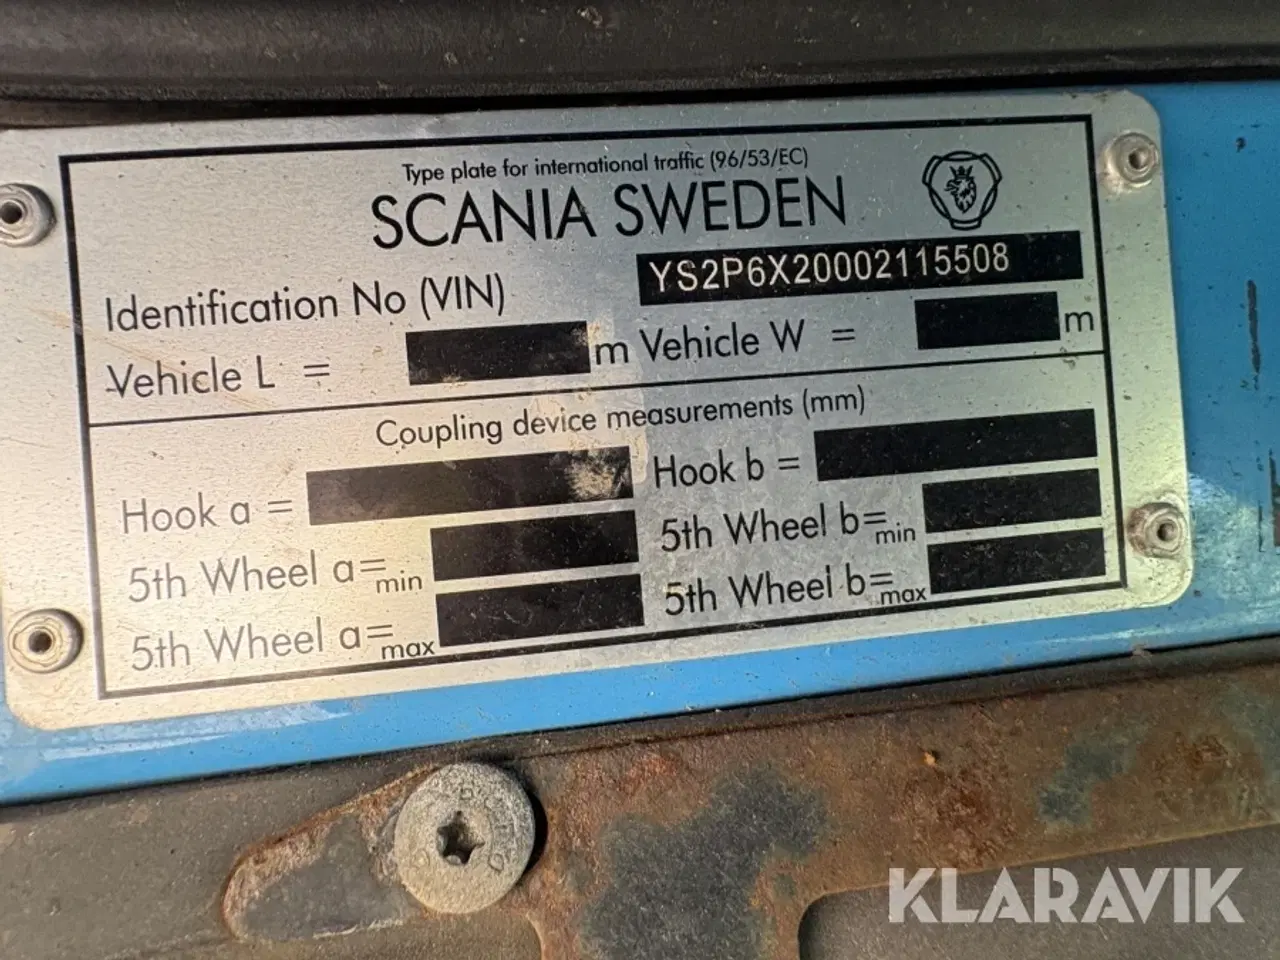 Type plate for international traffic (96/53/EC)
SCANIA SWEDEN
Identification No (VIN) YS2P6X20002115508
Vehicle L = m Vehicle W = m
Coupling device measurements (mm)
Hook a = Hook b =
5th Wheel a=min 5th Wheel b=min
5th Wheel a=max 5th Wheel b=max
KLARAVIK